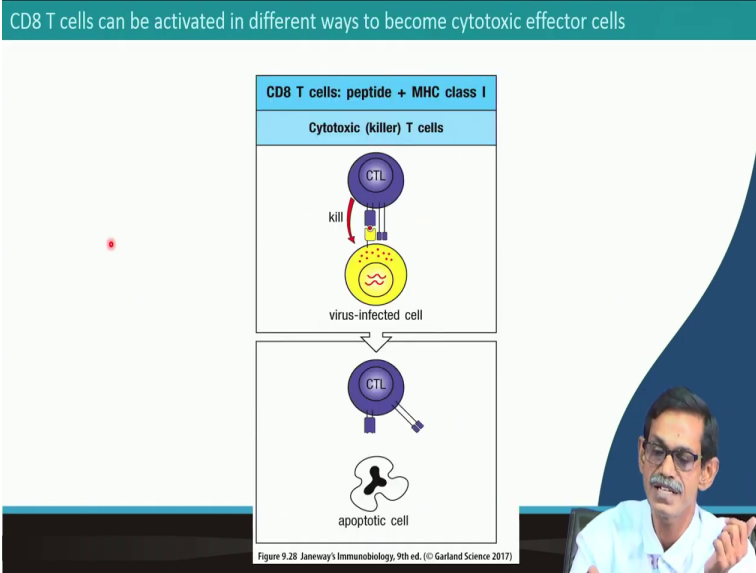 CD8 T cells can be activated in different ways to become cytotoxic effector cells
CD8 T cells: peptide + MHC class I
Cytotoxic (killer) T cells
CTL
kill
virus-infected cell
CTL
apoptotic cell
Figure 9.28 Janeway's Immunobiology, 9th ed. (© Garland Science 2017)